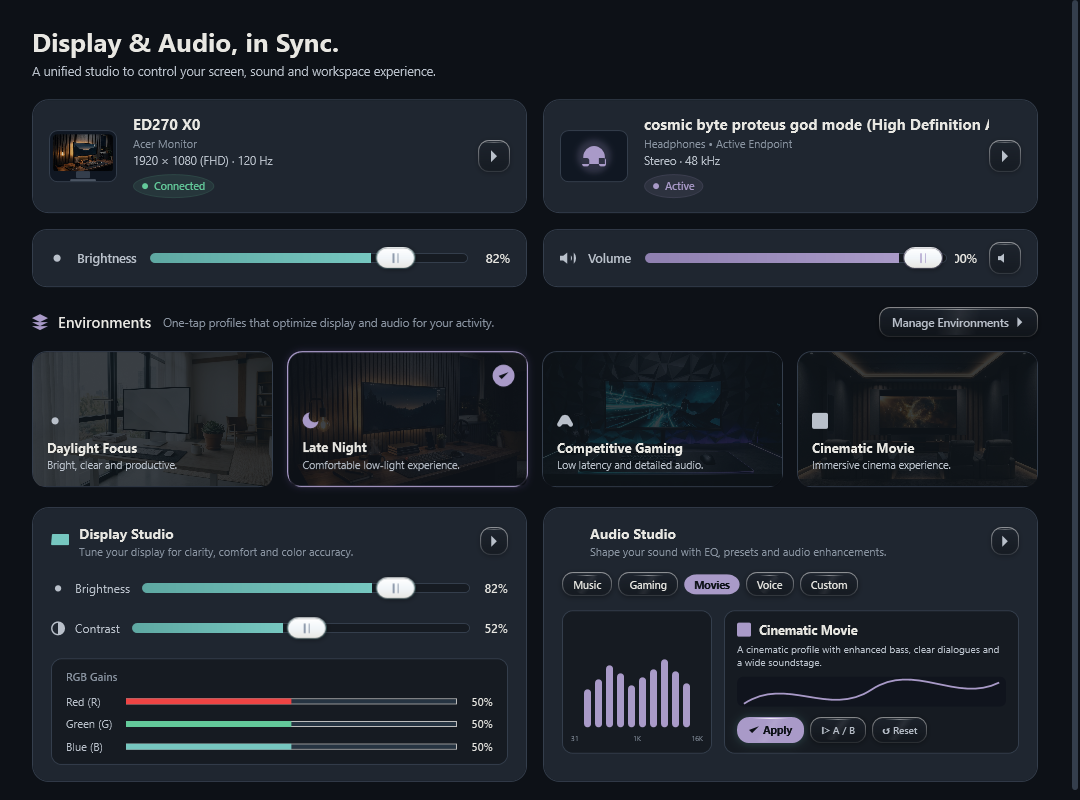 Display & Audio, in Sync.
A unified studio to control your screen, sound and workspace experience.
ED270 X0
Acer Monitor
1920 × 1080 (FHD) · 120 Hz
Connected
cosmic byte proteus god mode (High Definition
Headphones • Active Endpoint
Stereo · 48 kHz
Active
Brightness 82%
Volume 00%
Environments One-tap profiles that optimize display and audio for your activity.
Manage Environments
Daylight Focus
Bright, clear and productive.
Late Night
Comfortable low-light experience.
Competitive Gaming
Low latency and detailed audio.
Cinematic Movie
Immersive cinema experience.
Display Studio
Tune your display for clarity, comfort and color accuracy.
Brightness 82%
Contrast 52%
RGB Gains
Red (R) 50%
Green (G) 50%
Blue (B) 50%
Audio Studio
Shape your sound with EQ, presets and audio enhancements.
Music Gaming Movies Voice Custom
31 1K 16K
Cinematic Movie
A cinematic profile with enhanced bass, clear dialogues and
a wide soundstage.
Apply A / B Reset